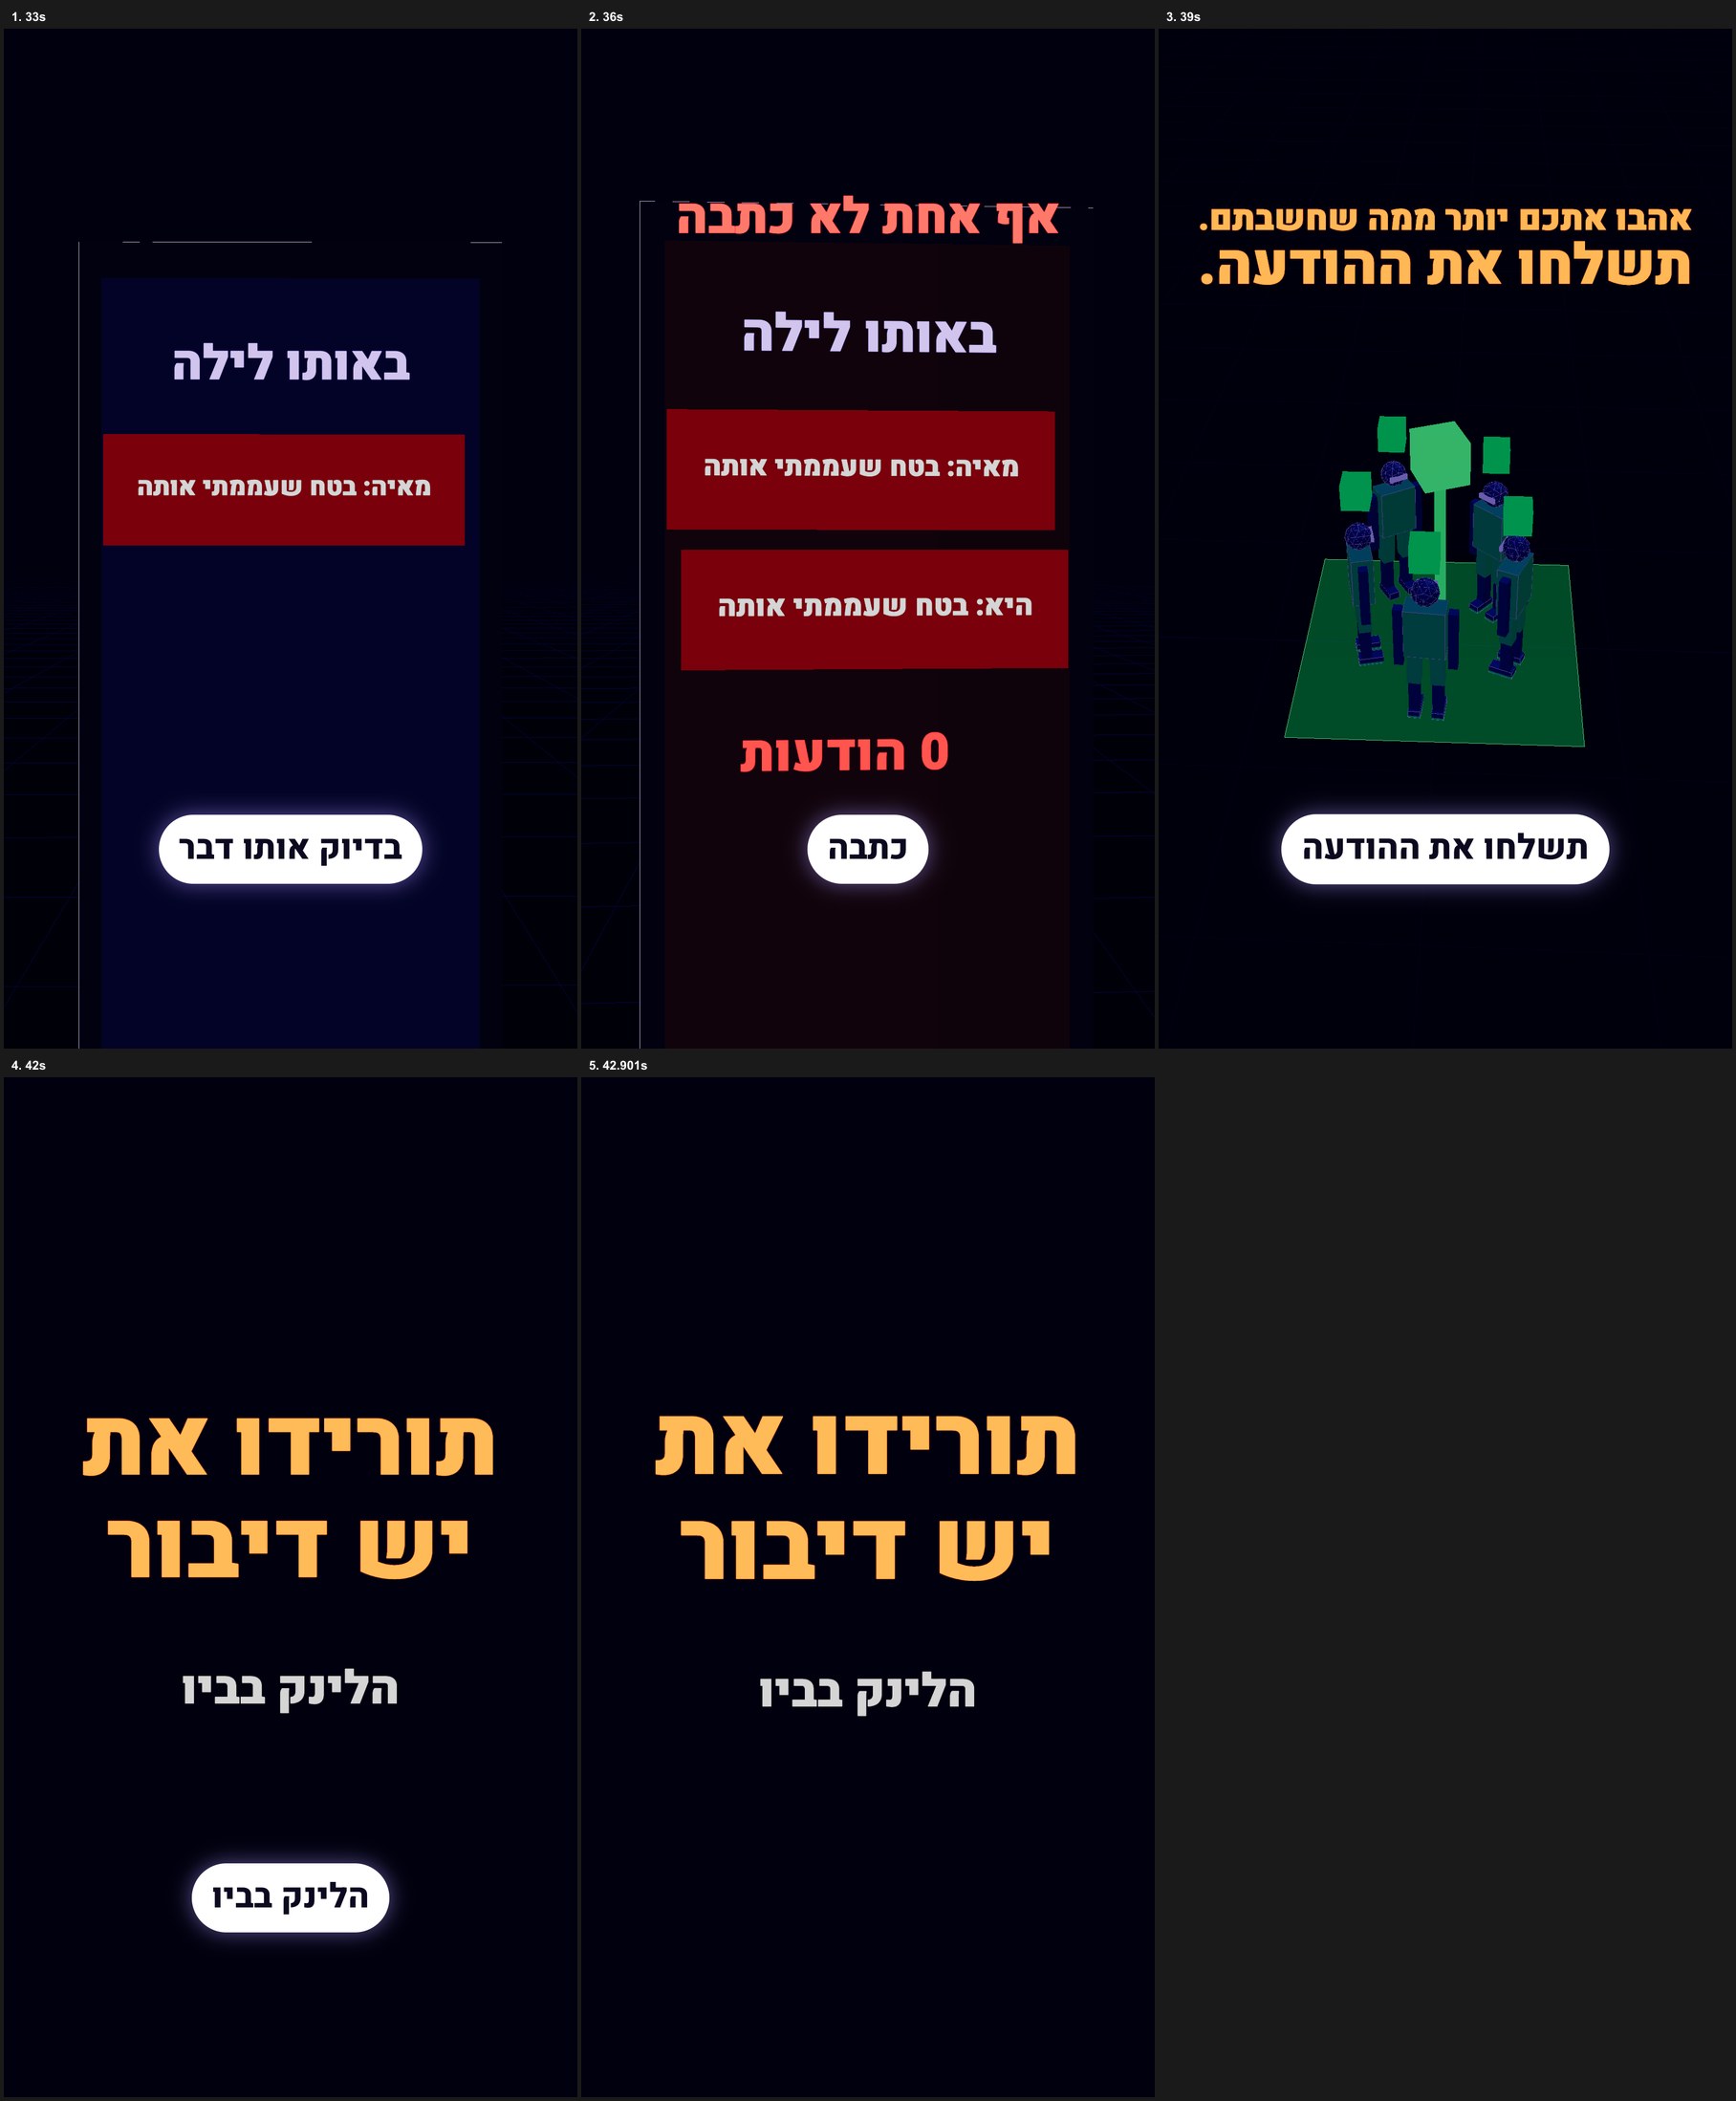 1. 33s
באותו לילה
מאיה: בטח שעממתי אותה
בדיוק אותו דבר
2. 36s
אף אחת לא כתבה
באותו לילה
מאיה: בטח שעממתי אותה
היא: בטח שעממתי אותה
0 הודעות
כתבה
3. 39s
אהבו אתכם יותר ממה שחשבתם.
תשלחו את ההודעה.
תשלחו את ההודעה
4. 42s
תורידו את
יש דיבור
הלינק בביו
הלינק בביו
5. 42.901s
תורידו את
יש דיבור
הלינק בביו